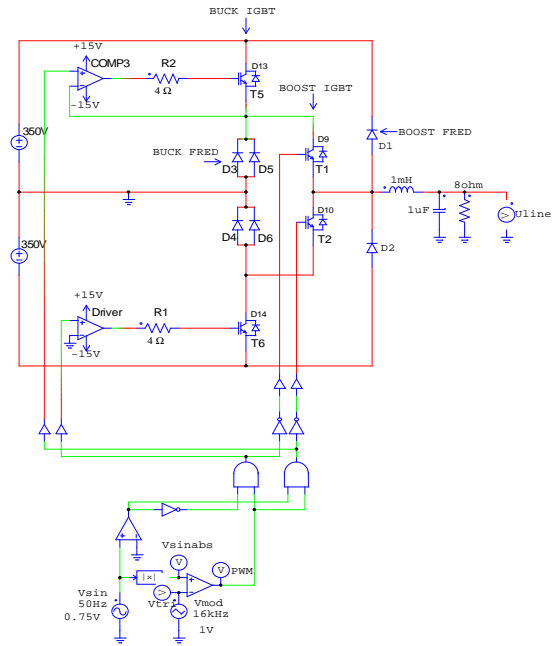 BUCK IGBT
+15V
COMP3
R2
D13
4 Ω
T5
BOOST IGBT
-15V
350V
D9
BUCK FRED
BOOST FRED
D3
D5
T1
D1
1mH
8ohm
D10
1uF
Uline
D4
D6
T2
D2
350V
+15V
Driver
R1
D14
4 Ω
T6
-15V
Vsinabs
V
V
PWM
|x|
Vsin
50Hz
0.75V
Vtri
V
Vmod
16kHz
1V
V